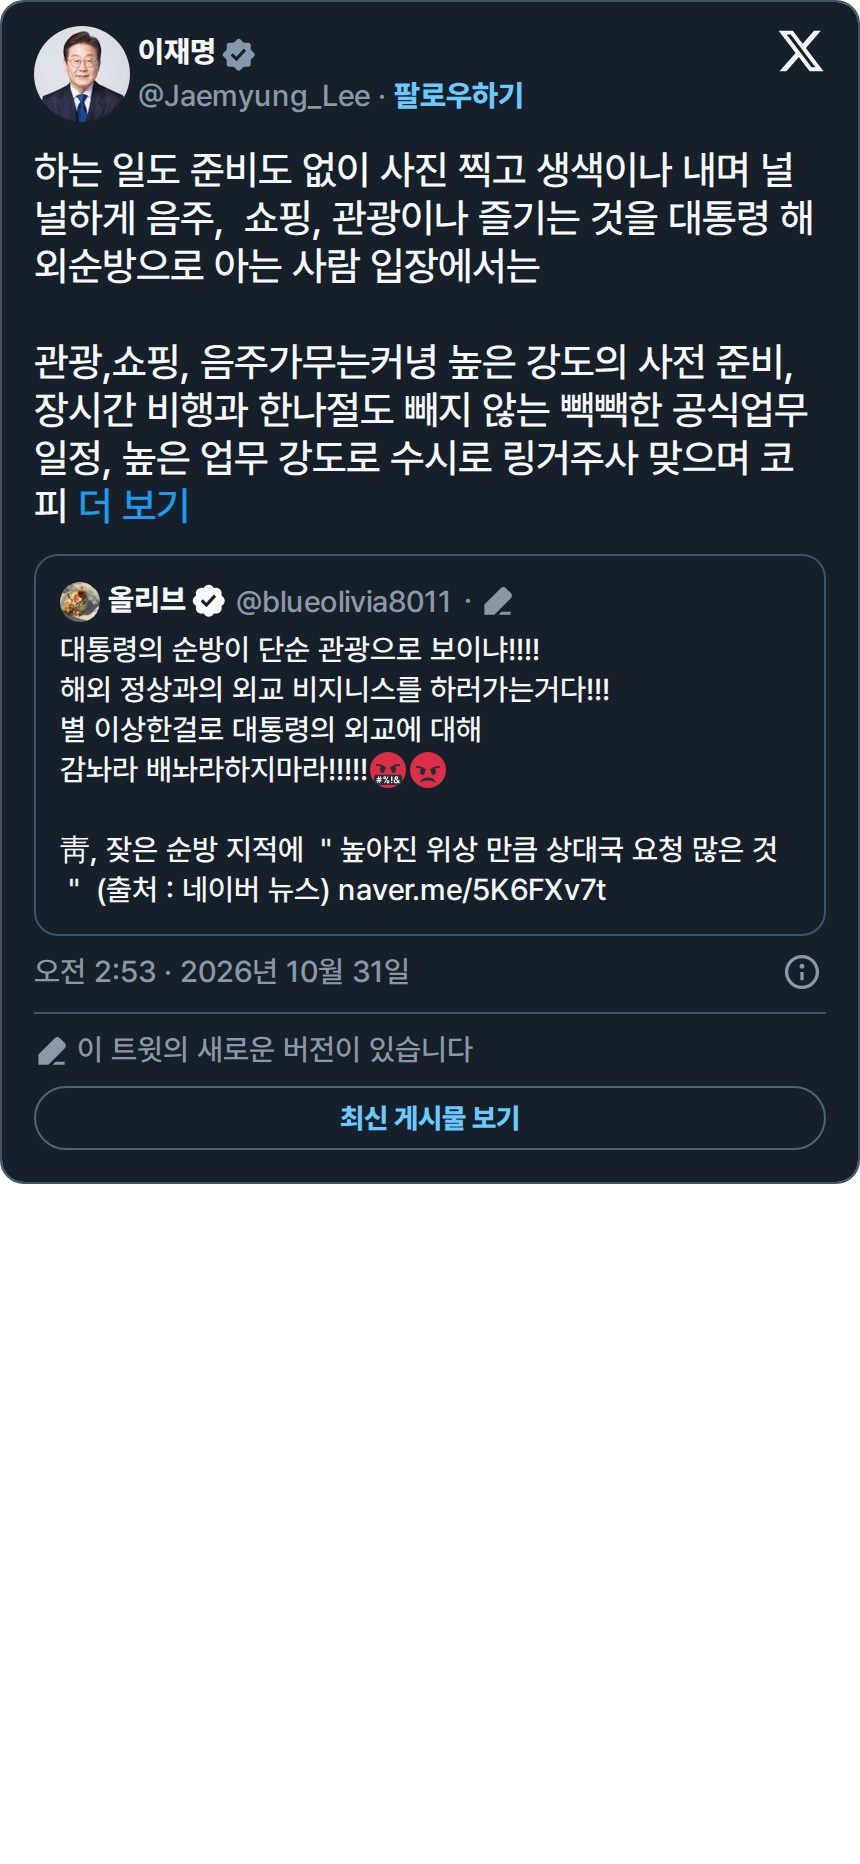 이재명
@Jaemyung_Lee · 팔로우하기
하는 일도 준비도 없이 사진 찍고 생색이나 내며 널
널하게 음주,  쇼핑, 관광이나 즐기는 것을 대통령 해
외순방으로 아는 사람 입장에서는

관광,쇼핑, 음주가무는커녕 높은 강도의 사전 준비,
장시간 비행과 한나절도 빼지 않는 빽빽한 공식업무
일정, 높은 업무 강도로 수시로 링거주사 맞으며 코
피 더 보기
올리브 @blueolivia8011 ·
대통령의 순방이 단순 관광으로 보이냐!!!!
해외 정상과의 외교 비지니스를 하러가는거다!!!
별 이상한걸로 대통령의 외교에 대해
감놔라 배놔라하지마라!!!!!🤬😡

靑, 잦은 순방 지적에  " 높아진 위상 만큼 상대국 요청 많은 것
 "  (출처 : 네이버 뉴스) naver.me/5K6FXv7t
오전 2:53 · 2026년 10월 31일
이 트윗의 새로운 버전이 있습니다
최신 게시물 보기